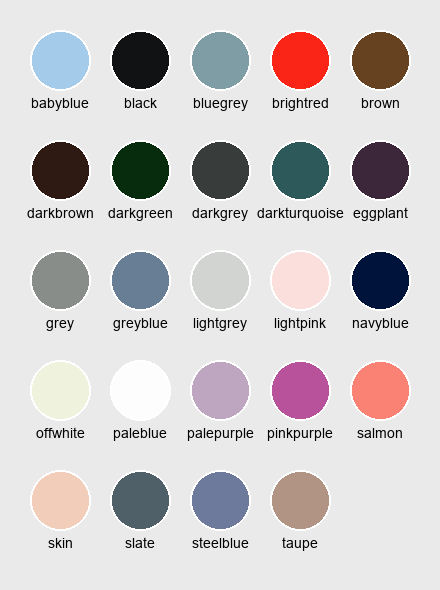 babyblue black bluegrey brightred brown
darkbrown darkgreen darkgrey darkturquoise eggplant
grey greyblue lightgrey lightpink navyblue
offwhite paleblue palepurple pinkpurple salmon
skin slate steelblue taupe